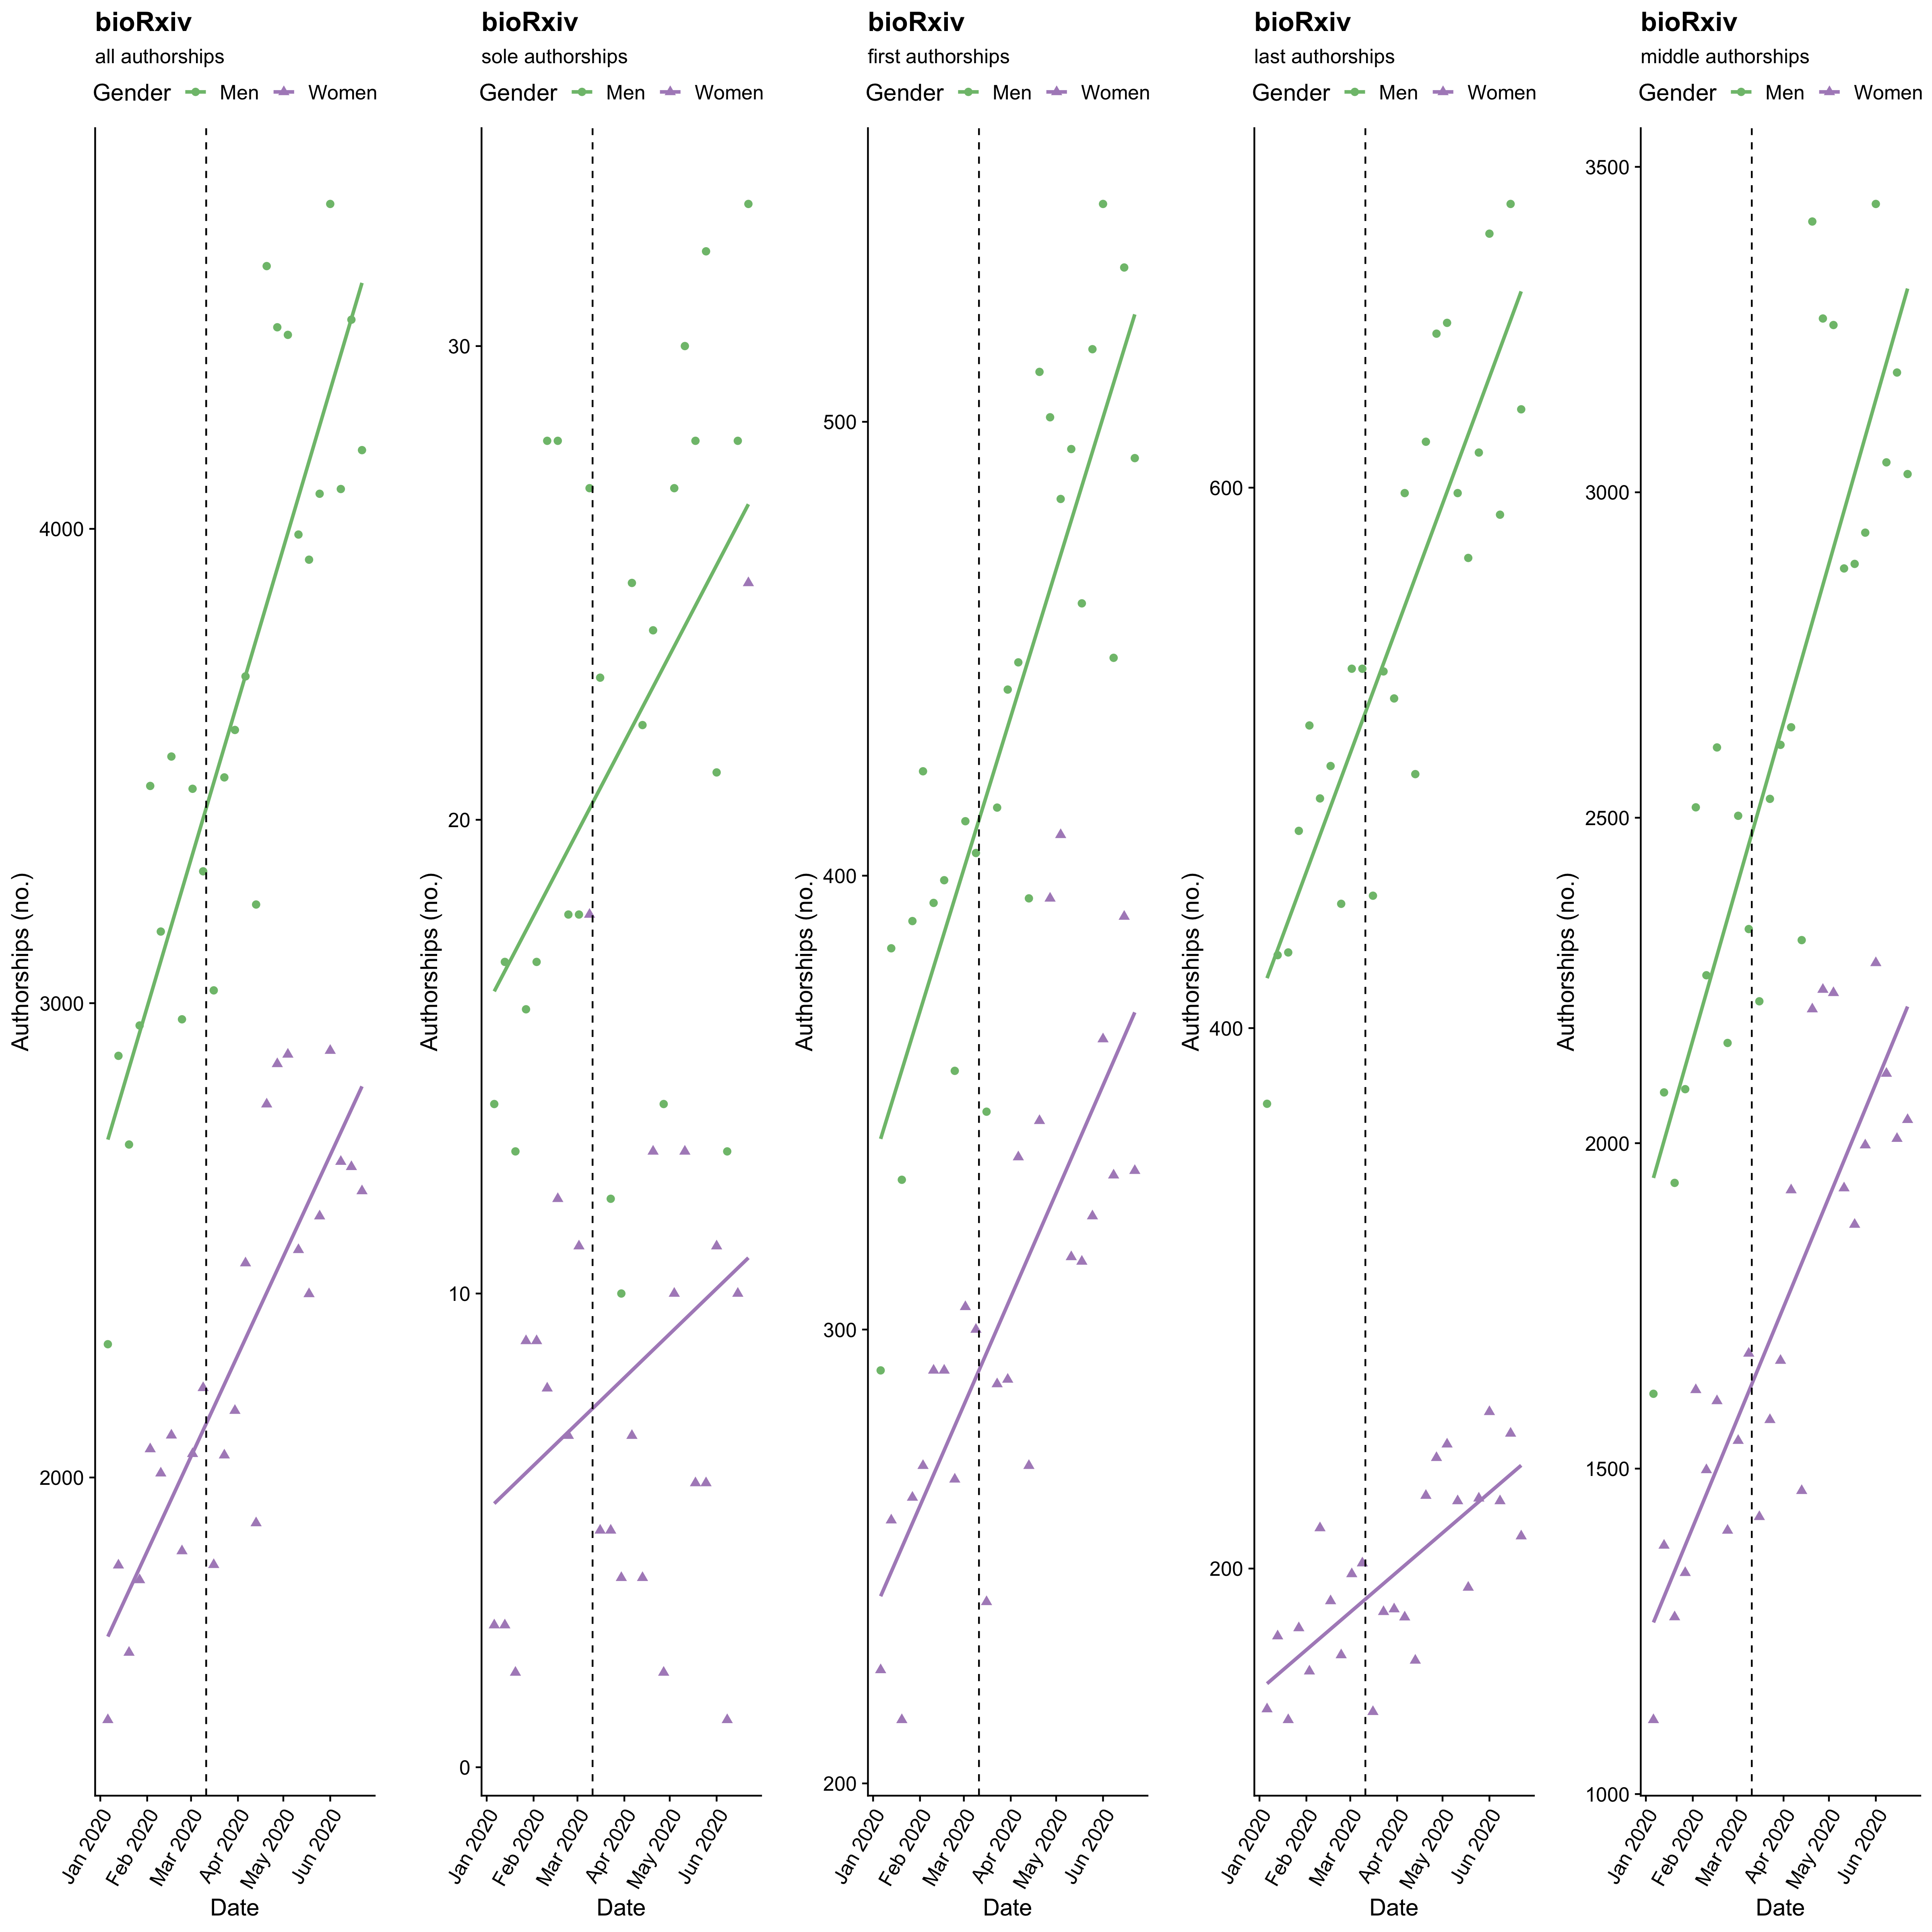 bioRxiv
all authorships
Gender Men Women
Authorships (no.)
4000
3000
2000
Jan 2020
Feb 2020
Mar 2020
Apr 2020
May 2020
Jun 2020
Date
bioRxiv
sole authorships
Gender Men Women
Authorships (no.)
30
20
10
0
Jan 2020
Feb 2020
Mar 2020
Apr 2020
May 2020
Jun 2020
Date
bioRxiv
first authorships
Gender Men Women
Authorships (no.)
500
400
300
200
Jan 2020
Feb 2020
Mar 2020
Apr 2020
May 2020
Jun 2020
Date
bioRxiv
last authorships
Gender Men Women
Authorships (no.)
600
400
200
Jan 2020
Feb 2020
Mar 2020
Apr 2020
May 2020
Jun 2020
Date
bioRxiv
middle authorships
Gender Men Women
Authorships (no.)
3500
3000
2500
2000
1500
1000
Jan 2020
Feb 2020
Mar 2020
Apr 2020
May 2020
Jun 2020
Date